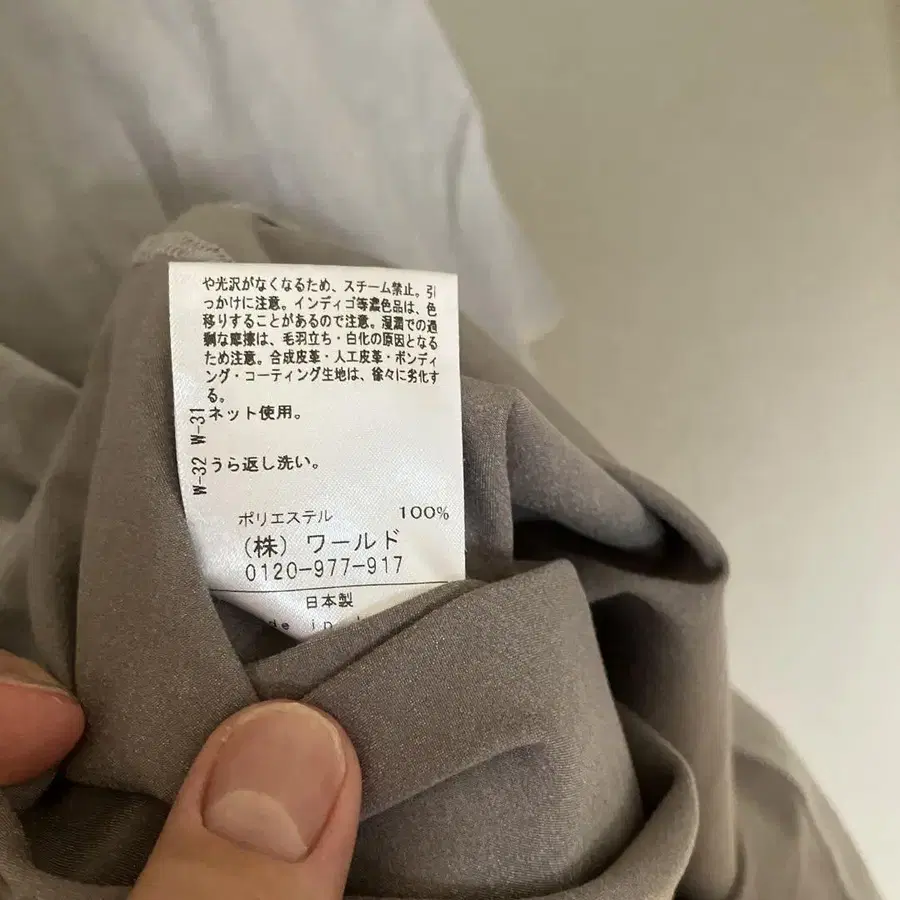 や光沢がなくなるため、スチーム禁止。引
っかけに注意。インディゴ等濃色品は、色
移りすることがあるので注意。湿潤での過
剰な摩擦は、毛羽立ち・白化の原因となる
ため注意。合成皮革・人工皮革・ボンディ
ング・コーティング生地は、徐々に劣化す
る。
W-31 ネット使用。
W-32 うら返し洗い。
ポリエステル 100%
(株) ワールド
0120-977-917
日本製
de in